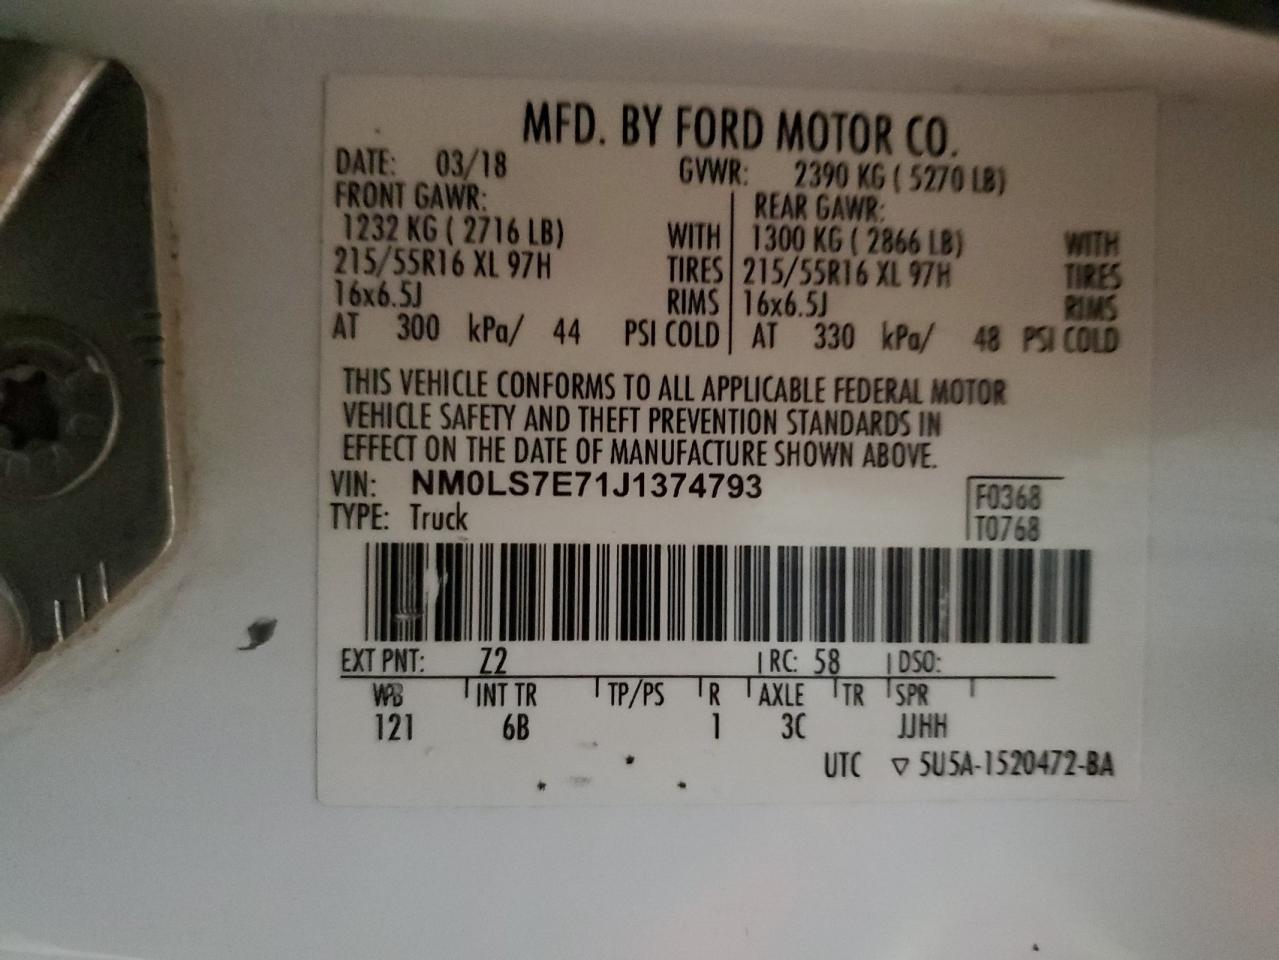 MFD. BY FORD MOTOR CO.
DATE: 03/18 GVWR: 2390 KG ( 5270 LB)
FRONT GAWR: REAR GAWR:
1232 KG ( 2716 LB) WITH 1300 KG ( 2866 LB) WITH
215/55R16 XL 97H TIRES 215/55R16 XL 97H TIRES
16x6.5J RIMS 16x6.5J RIMS
AT 300 kPa/ 44 PSI COLD AT 330 kPa/ 48 PSI COLD
THIS VEHICLE CONFORMS TO ALL APPLICABLE FEDERAL MOTOR
VEHICLE SAFETY AND THEFT PREVENTION STANDARDS IN
EFFECT ON THE DATE OF MANUFACTURE SHOWN ABOVE.
VIN: NM0LS7E71J1374793 F0368
TYPE: Truck T0768
EXT PNT: Z2 RC: 58 DSO:
WB INT TR TP/PS R AXLE TR SPR
121 6B 1 3C JJHH
UTC ▽ 5U5A-1520472-BA